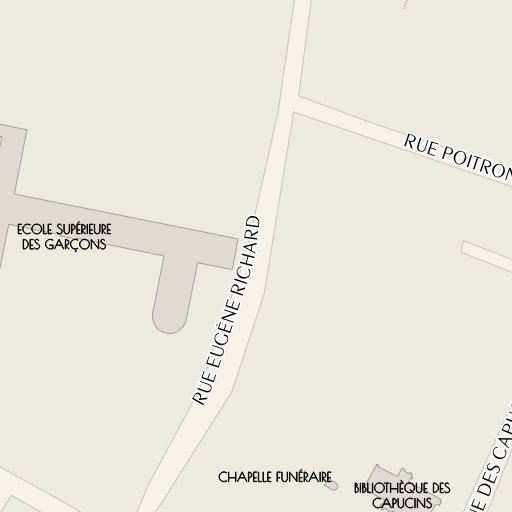 RUE POITRON
ECOLE SUPÉRIEURE
DES GARÇONS
RUE EUGÈNE RICHARD
CHAPELLE FUNÉRAIRE
BIBLIOTHÈQUE DES
CAPUCINS